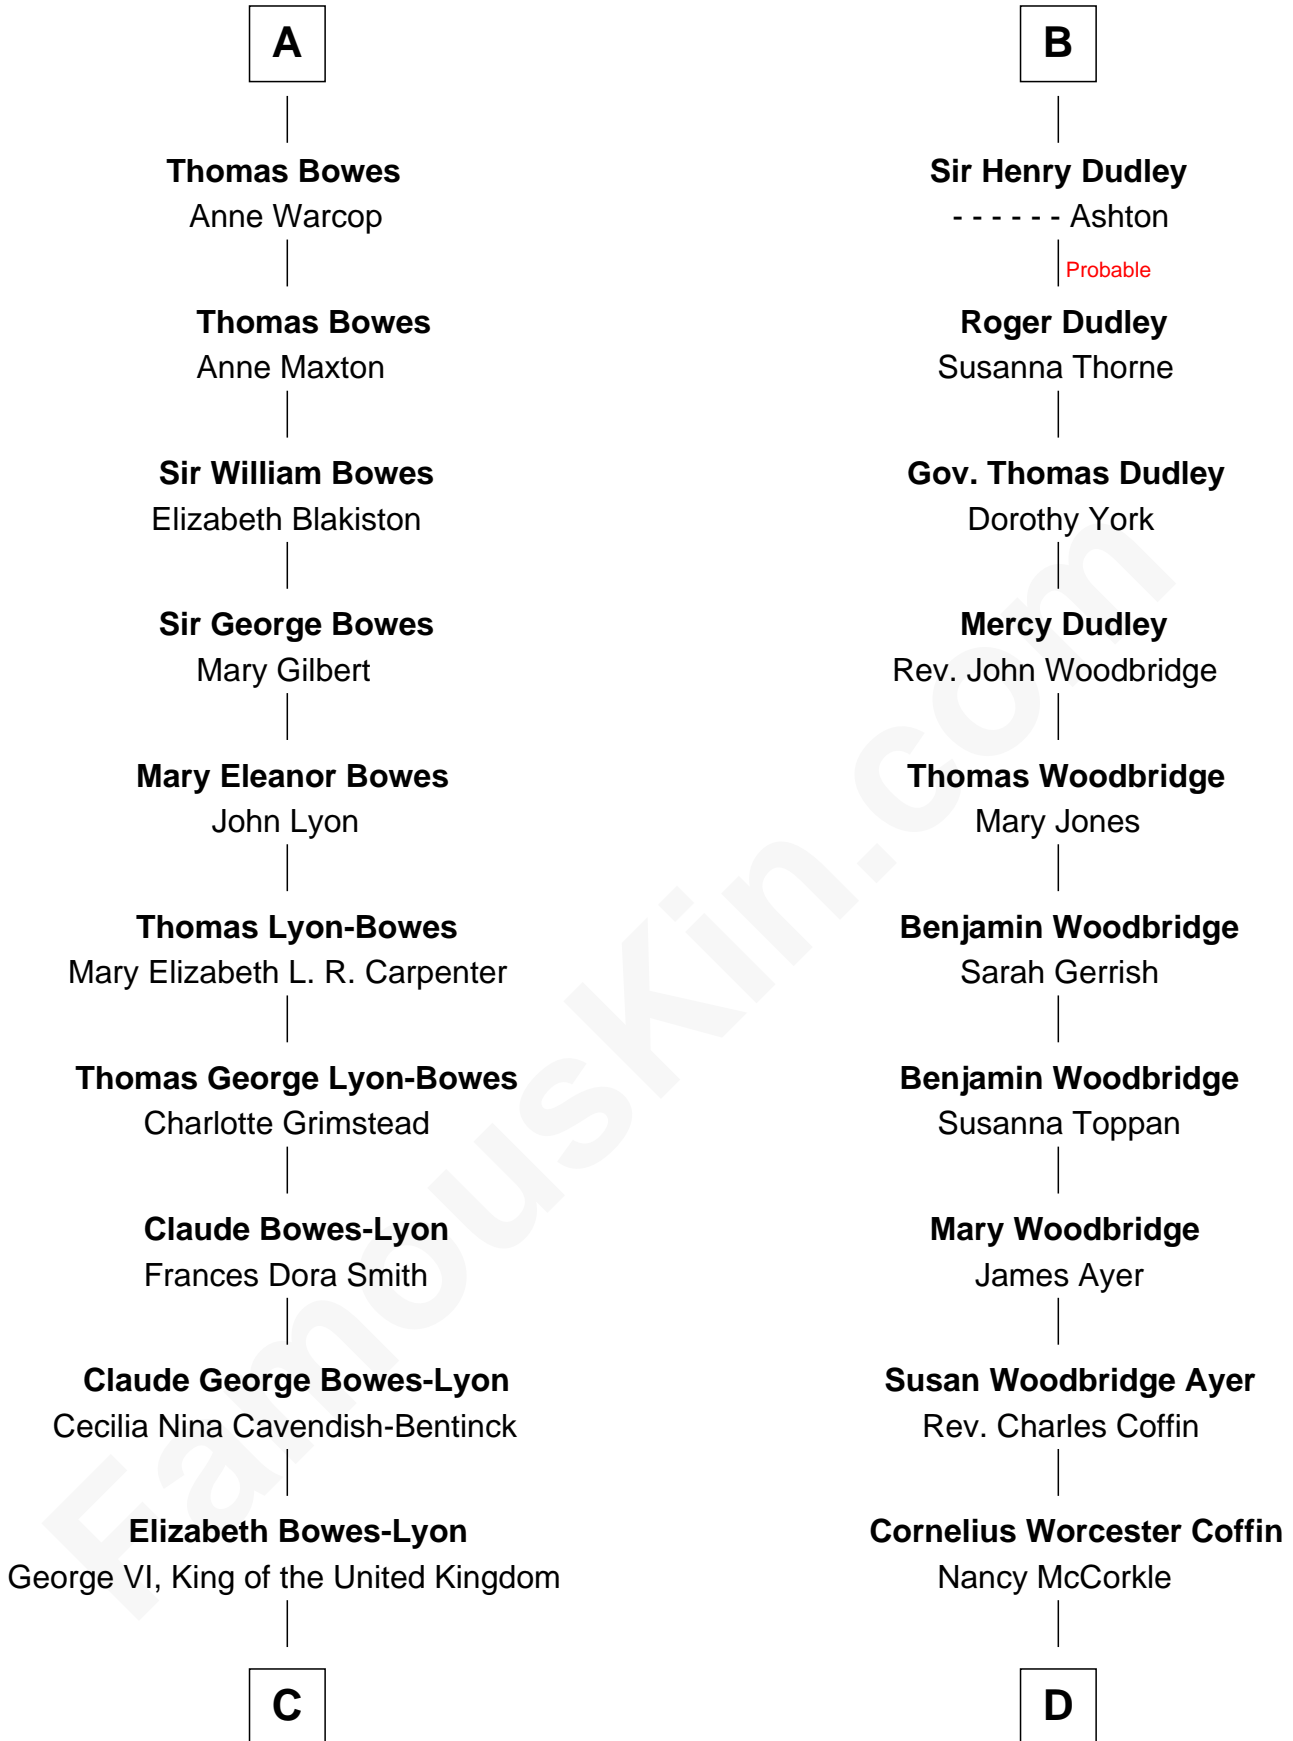 A
Thomas Bowes
Anne Warcop
Thomas Bowes
Anne Maxton
Sir William Bowes
Elizabeth Blakiston
Sir George Bowes
Mary Gilbert
Mary Eleanor Bowes
John Lyon
Thomas Lyon-Bowes
Mary Elizabeth L. R. Carpenter
Thomas George Lyon-Bowes
Charlotte Grimstead
Claude Bowes-Lyon
Frances Dora Smith
Claude George Bowes-Lyon
Cecilia Nina Cavendish-Bentinck
Elizabeth Bowes-Lyon
George VI, King of the United Kingdom
C
B
Sir Henry Dudley
- - - - - - Ashton
Probable
Roger Dudley
Susanna Thorne
Gov. Thomas Dudley
Dorothy York
Mercy Dudley
Rev. John Woodbridge
Thomas Woodbridge
Mary Jones
Benjamin Woodbridge
Sarah Gerrish
Benjamin Woodbridge
Susanna Toppan
Mary Woodbridge
James Ayer
Susan Woodbridge Ayer
Rev. Charles Coffin
Cornelius Worcester Coffin
Nancy McCorkle
D
FamousKin.com